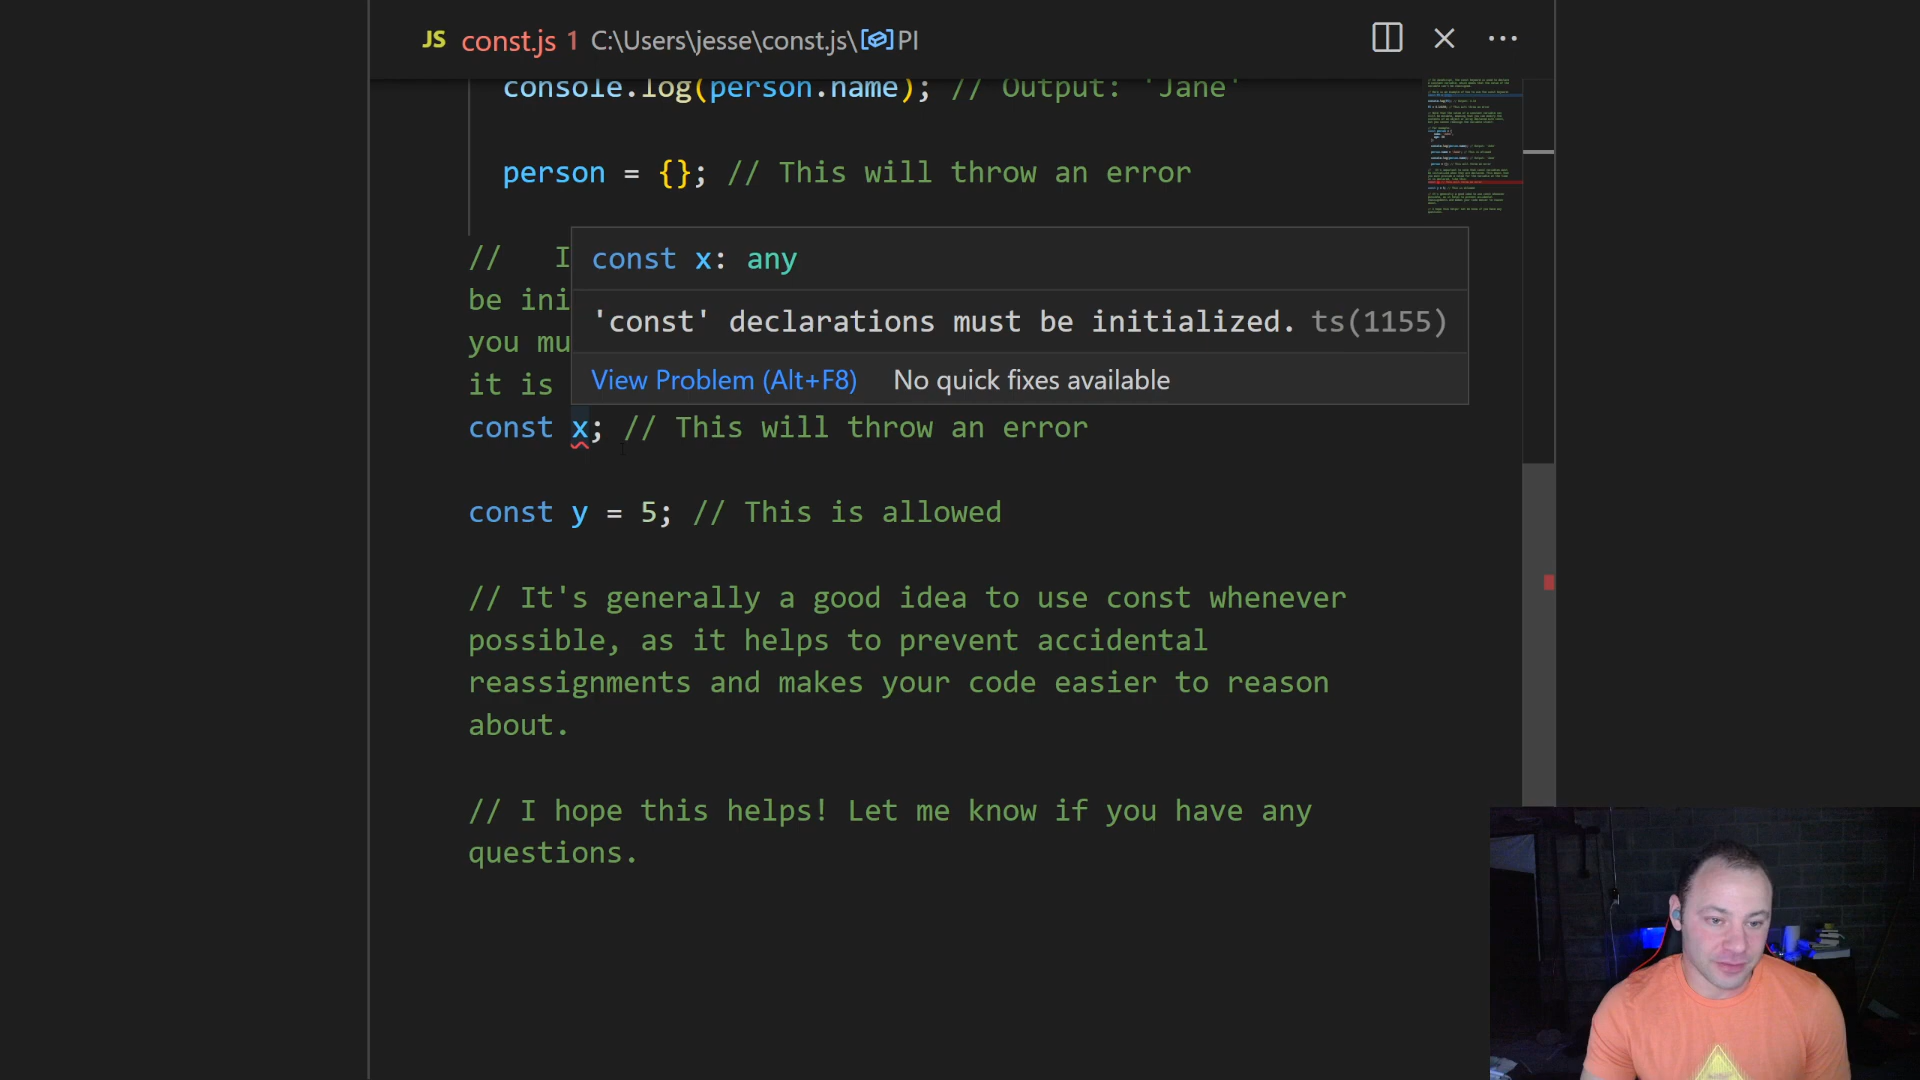 JS const.js 1 C:\Users\jesse\const.js\PI
console.log(person.name); // Output: 'Jane'
person = {}; // This will throw an error
// I
be ini
you mu
it is
const x: any
'const' declarations must be initialized. ts(1155)
View Problem (Alt+F8) No quick fixes available
const x; // This will throw an error
const y = 5; // This is allowed
// It's generally a good idea to use const whenever
possible, as it helps to prevent accidental
reassignments and makes your code easier to reason
about.
// I hope this helps! Let me know if you have any
questions.